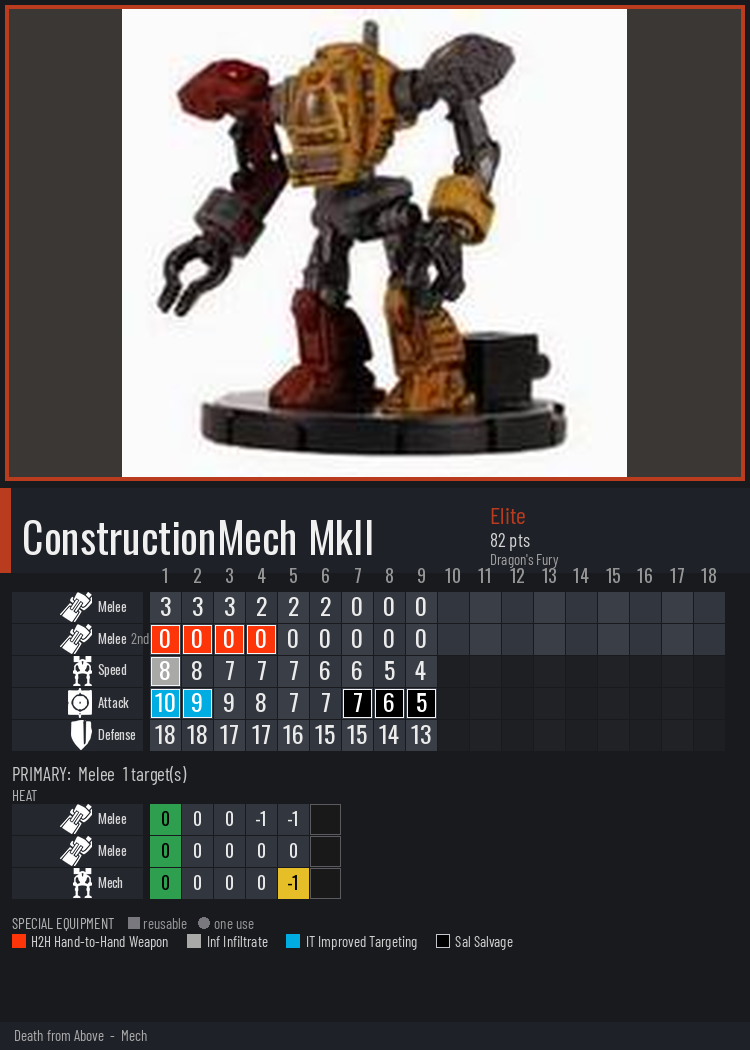 ConstructionMech MkII
Elite
82 pts
Dragon's Fury
1 2 3 4 5 6 7 8 9 10 11 12 13 14 15 16 17 18
Melee 3 3 3 2 2 2 0 0 0
Melee 2nd 0 0 0 0 0 0 0 0 0
Speed 8 8 7 7 7 6 6 5 4
Attack 10 9 9 8 7 7 7 6 5
Defense 18 18 17 17 16 15 15 14 13
PRIMARY: Melee 1 target(s)
HEAT
Melee 0 0 0 -1 -1
Melee 0 0 0 0 0
Mech 0 0 0 0 -1
SPECIAL EQUIPMENT reusable one use
H2H Hand-to-Hand Weapon Inf Infiltrate IT Improved Targeting Sal Salvage
Death from Above - Mech